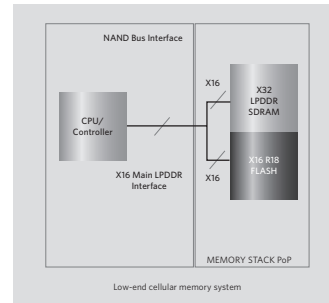 NAND Bus Interface
X16
X32
LPDDR
SDRAM
CPU/
Controller
X16 R18
FLASH
X16 Main LPDDR
Interface
X16
MEMORY STACK PoP
Low-end cellular memory system